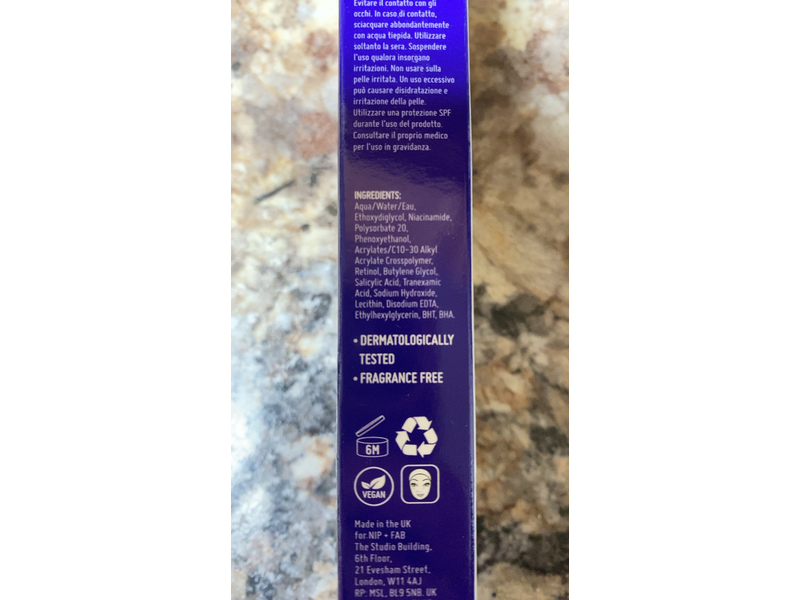 Evitare il contatto con gli
occhi. In caso di contatto,
sciacquare abbondantemente
con acqua tiepida. Utilizzare
soltanto la sera. Sospendere
l'uso qualora insorgano
irritazioni. Non usare sulla
pelle irritata. Un uso eccessivo
può causare disidratazione e
irritazione della pelle.
Utilizzare una protezione SPF
durante l'uso del prodotto.
Consultare il proprio medico
per l'uso in gravidanza.
INGREDIENTS:
Aqua/Water/Eau,
Ethoxydiglycol, Niacinamide,
Polysorbate 20,
Phenoxyethanol,
Acrylates/C10-30 Alkyl
Acrylate Crosspolymer,
Retinol, Butylene Glycol,
Salicylic Acid, Tranexamic
Acid, Sodium Hydroxide,
Lecithin, Disodium EDTA,
Ethylhexylglycerin, BHT, BHA.
• DERMATOLOGICALLY
TESTED
• FRAGRANCE FREE
6M
VEGAN
Made in the UK
for NIP + FAB
The Studio Building,
6th Floor,
21 Evesham Street,
London, W11 4AJ
RP: MSL, BL9 5NB. UK